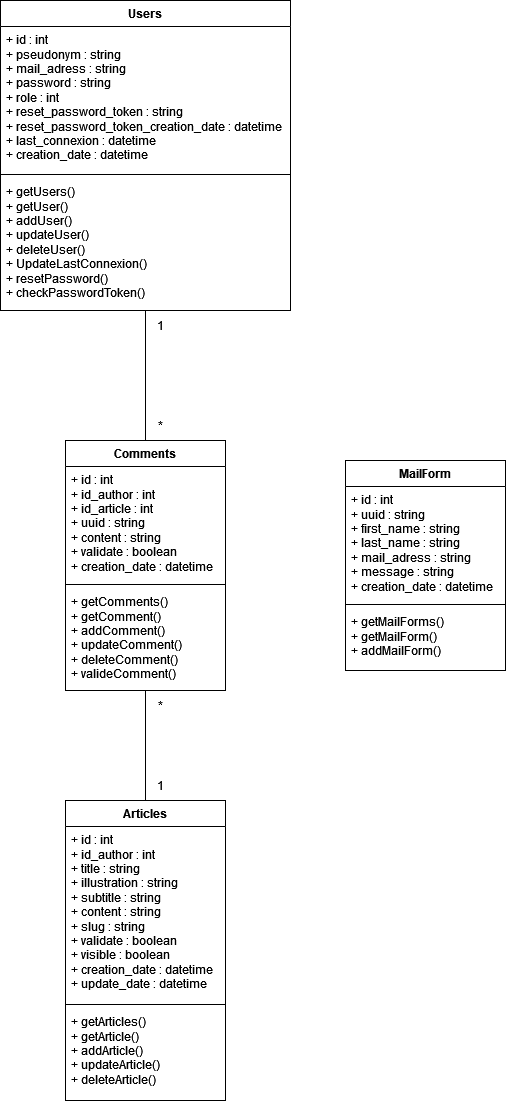 Users
+ id : int
+ pseudonym : string
+ mail_adress : string
+ password : string
+ role : int
+ reset_password_token : string
+ reset_password_token_creation_date : datetime
+ last_connexion : datetime
+ creation_date : datetime
+ getUsers()
+ getUser()
+ addUser()
+ updateUser()
+ deleteUser()
+ UpdateLastConnexion()
+ resetPassword()
+ checkPasswordToken()
1
*
Comments
+ id : int
+ id_author : int
+ id_article : int
+ uuid : string
+ content : string
+ validate : boolean
+ creation_date : datetime
+ getComments()
+ getComment()
+ addComment()
+ updateComment()
+ deleteComment()
+ valideComment()
MailForm
+ id : int
+ uuid : string
+ first_name : string
+ last_name : string
+ mail_adress : string
+ message : string
+ creation_date : datetime
+ getMailForms()
+ getMailForm()
+ addMailForm()
*
1
Articles
+ id : int
+ id_author : int
+ title : string
+ illustration : string
+ subtitle : string
+ content : string
+ slug : string
+ validate : boolean
+ visible : boolean
+ creation_date : datetime
+ update_date : datetime
+ getArticles()
+ getArticle()
+ addArticle()
+ updateArticle()
+ deleteArticle()